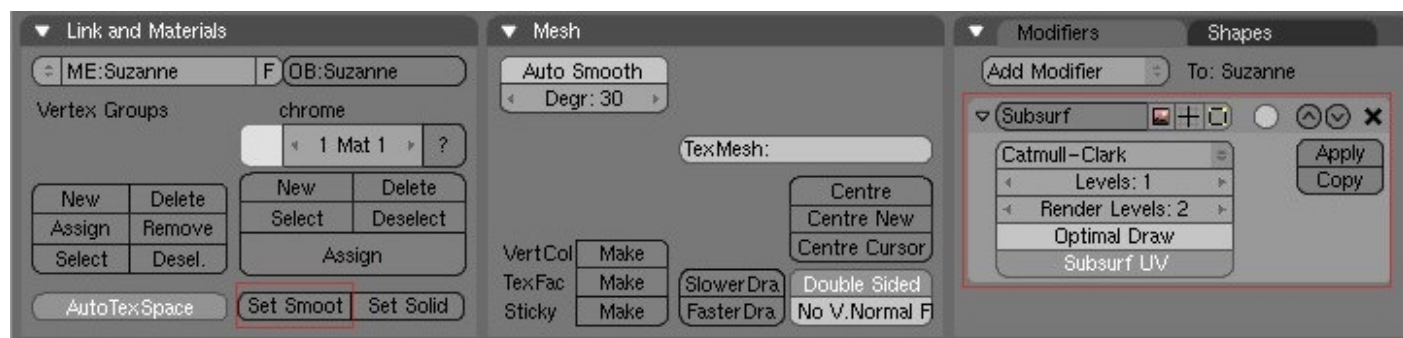 Link and Materials
ME:Suzanne F OB:Suzanne
Vertex Groups chrome
1 Mat 1 ?
New Delete
Assign Remove
Select Desel.
New Delete
Select Deselect
Assign
AutoTexSpace Set Smoot Set Solid
Mesh
Auto Smooth
Degr: 30
TexMesh:
Centre
Centre New
Centre Cursor
VertCol Make
TexFac Make
Sticky Make
SlowerDra
FasterDra
Double Sided
No V.Normal F
Modifiers Shapes
Add Modifier To: Suzanne
Subsurf
Catmull-Clark
Levels: 1
Render Levels: 2
Optimal Draw
Subsurf UV
Apply
Copy